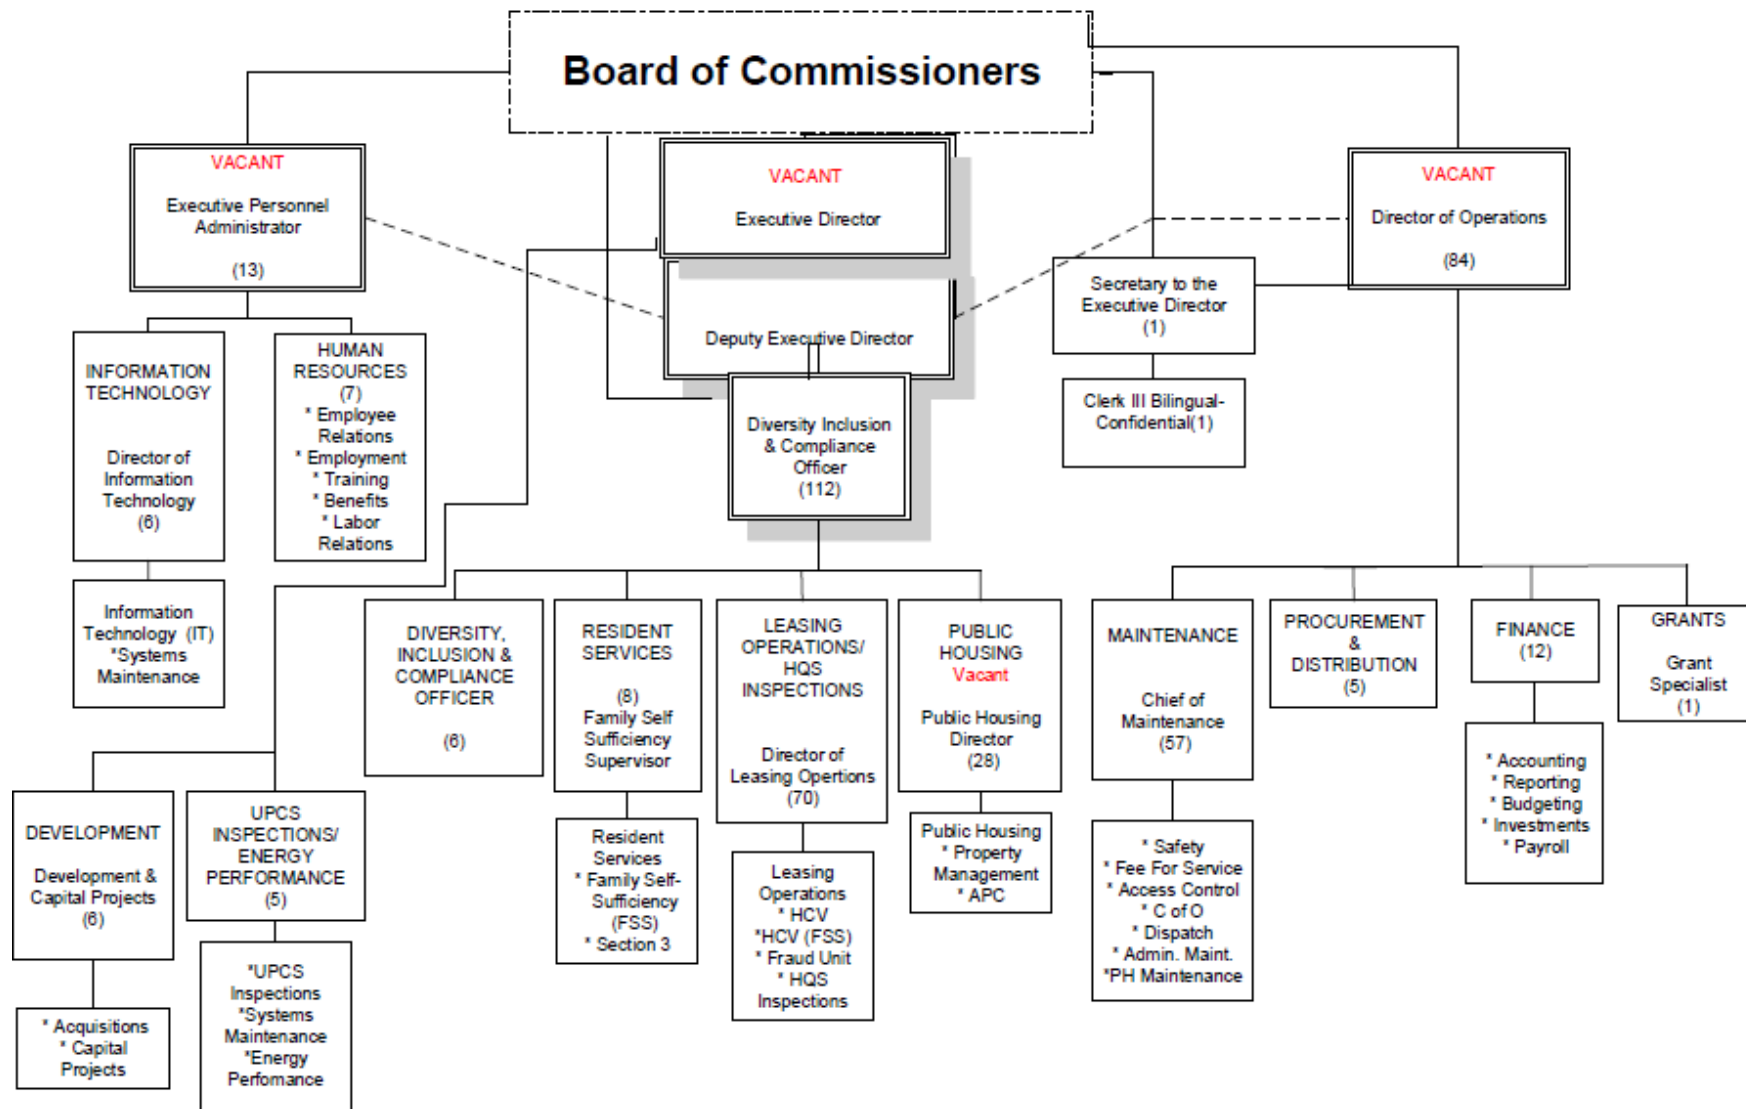 Board of Commissioners
VACANT
Executive Personnel
Administrator
(13)
VACANT
Executive Director
VACANT
Director of Operations
(84)
Deputy Executive Director
Secretary to the
Executive Director
(1)
Clerk III Bilingual-
Confidential(1)
Diversity Inclusion
& Compliance
Officer
(112)
INFORMATION
TECHNOLOGY
Director of
Information
Technology
(6)
HUMAN
RESOURCES
(7)
* Employee
Relations
* Employment
* Training
* Benefits
* Labor
Relations
Information
Technology (IT)
*Systems
Maintenance
DIVERSITY,
INCLUSION &
COMPLIANCE
OFFICER
(6)
RESIDENT
SERVICES
(8)
Family Self
Sufficiency
Supervisor
LEASING
OPERATIONS/
HQS
INSPECTIONS
Director of
Leasing Opertions
(70)
PUBLIC
HOUSING
Vacant
Public Housing
Director
(28)
MAINTENANCE
Chief of
Maintenance
(57)
PROCUREMENT
&
DISTRIBUTION
(5)
FINANCE
(12)
GRANTS
Grant
Specialist
(1)
DEVELOPMENT
Development &
Capital Projects
(6)
UPCS
INSPECTIONS/
ENERGY
PERFORMANCE
(5)
Resident
Services
* Family Self-
Sufficiency
(FSS)
* Section 3
Leasing
Operations
* HCV
*HCV (FSS)
* Fraud Unit
* HQS
Inspections
Public Housing
* Property
Management
* APC
* Safety
* Fee For Service
* Access Control
* C of O
* Dispatch
* Admin. Maint.
*PH Maintenance
* Accounting
* Reporting
* Budgeting
* Investments
* Payroll
* Acquisitions
* Capital
Projects
*UPCS
Inspections
*Systems
Maintenance
*Energy
Perfomance